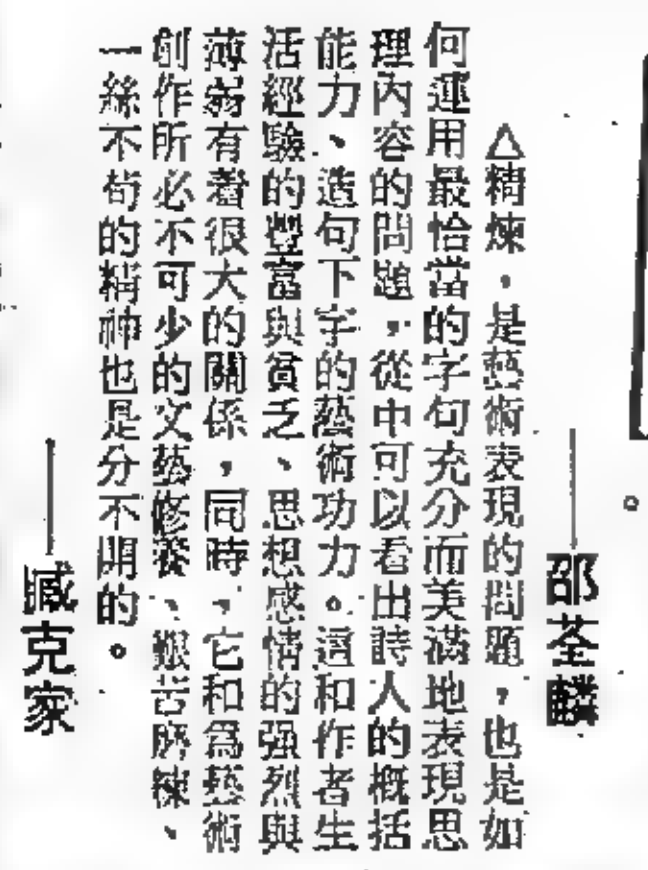 。
——邵荃麟
△精煉，是藝術表現的問題，也是如
何運用最恰當的字句充分而美滿地表現思
理內容的問題，從中可以看出詩人的概括
能力、造句下字的藝術功力。這和作者生
活經驗的豐富與貧乏、思想感情的强烈與
薄弱有着很大的關係，同時，它和爲藝術
創作所必不可少的文藝修養、艱苦磨練、
一絲不苟的精神也是分不開的。
——臧克家